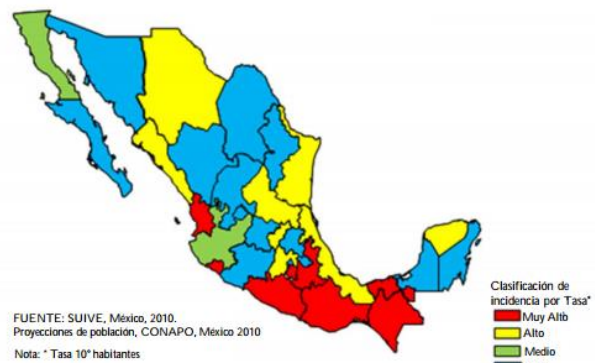 Clasificación de
incidencia por Tasa*
Muy Altb
Alto
Medio
FUENTE: SUIVE, México, 2010.
Proyecciones de población, CONAPO, México 2010
Nota: * Tasa 10⁵ habitantes